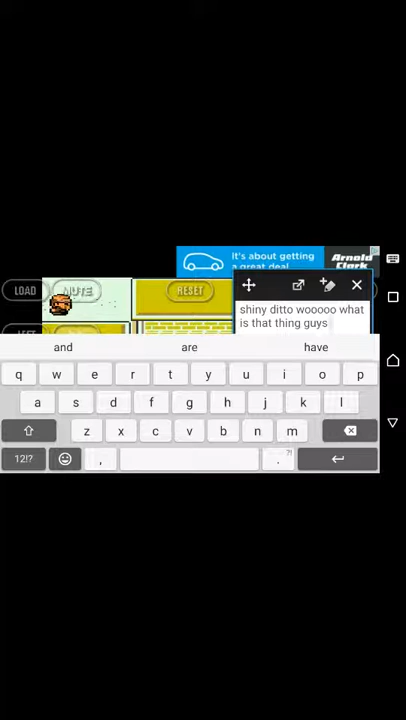 It's about getting
a great deal
Arnold
Clark
LOAD
MUTE
RESET
shiny ditto wooooo what
is that thing guys
and are have
q w e r t y u i o p
a s d f g h j k l
z x c v b n m
12!? , . ?!